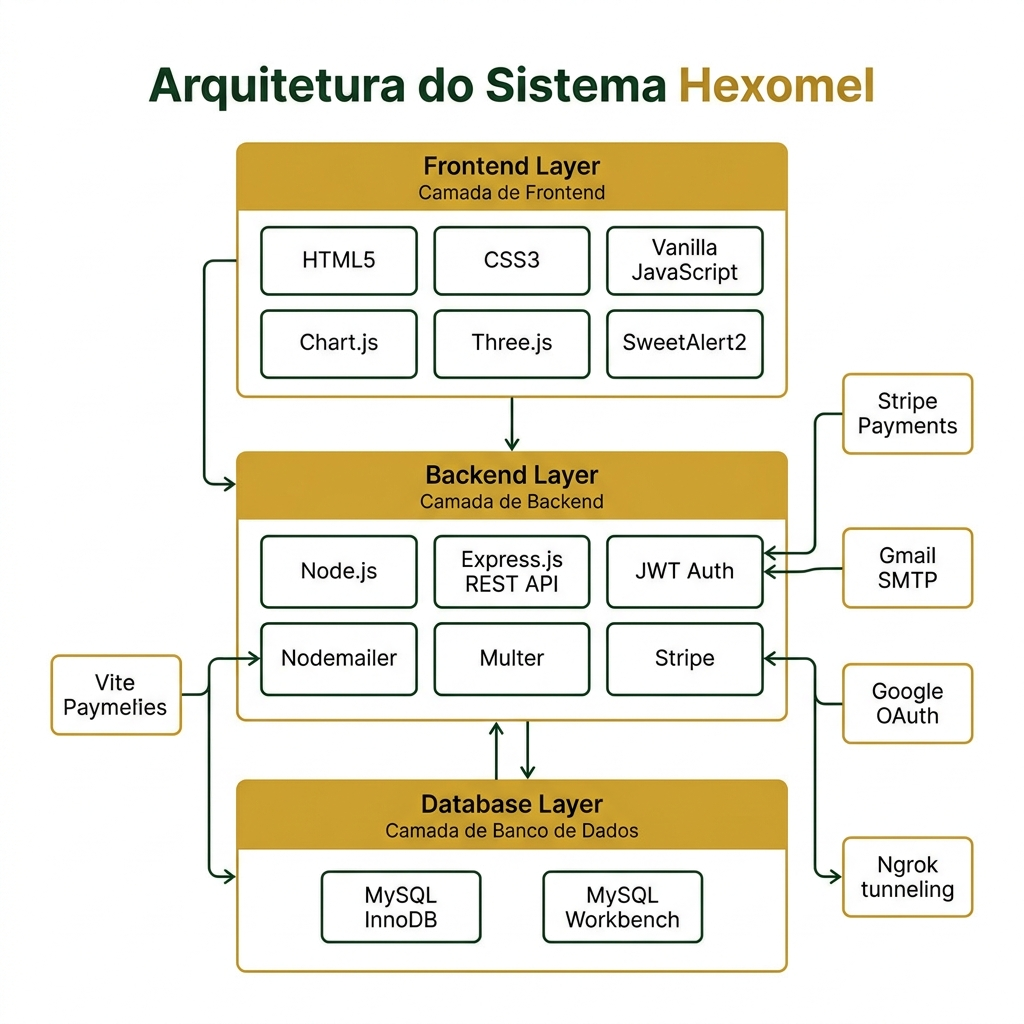 Arquitetura do Sistema Hexomel
Frontend Layer
Camada de Frontend
HTML5
CSS3
Vanilla
JavaScript
Chart.js
Three.js
SweetAlert2
Stripe
Payments
Backend Layer
Camada de Backend
Node.js
Express.js
REST API
JWT Auth
Gmail
SMTP
Nodemailer
Multer
Stripe
Vite
Paymelies
Google
OAuth
Database Layer
Camada de Banco de Dados
MySQL
InnoDB
MySQL
Workbench
Ngrok
tunneling